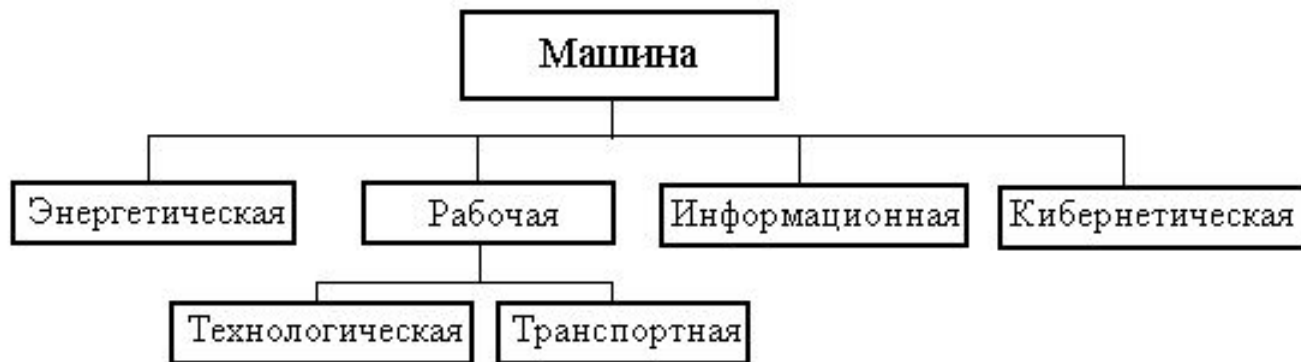 Машина
Энергетическая
Рабочая
Информационная
Кибернетическая
Технологическая
Транспортная